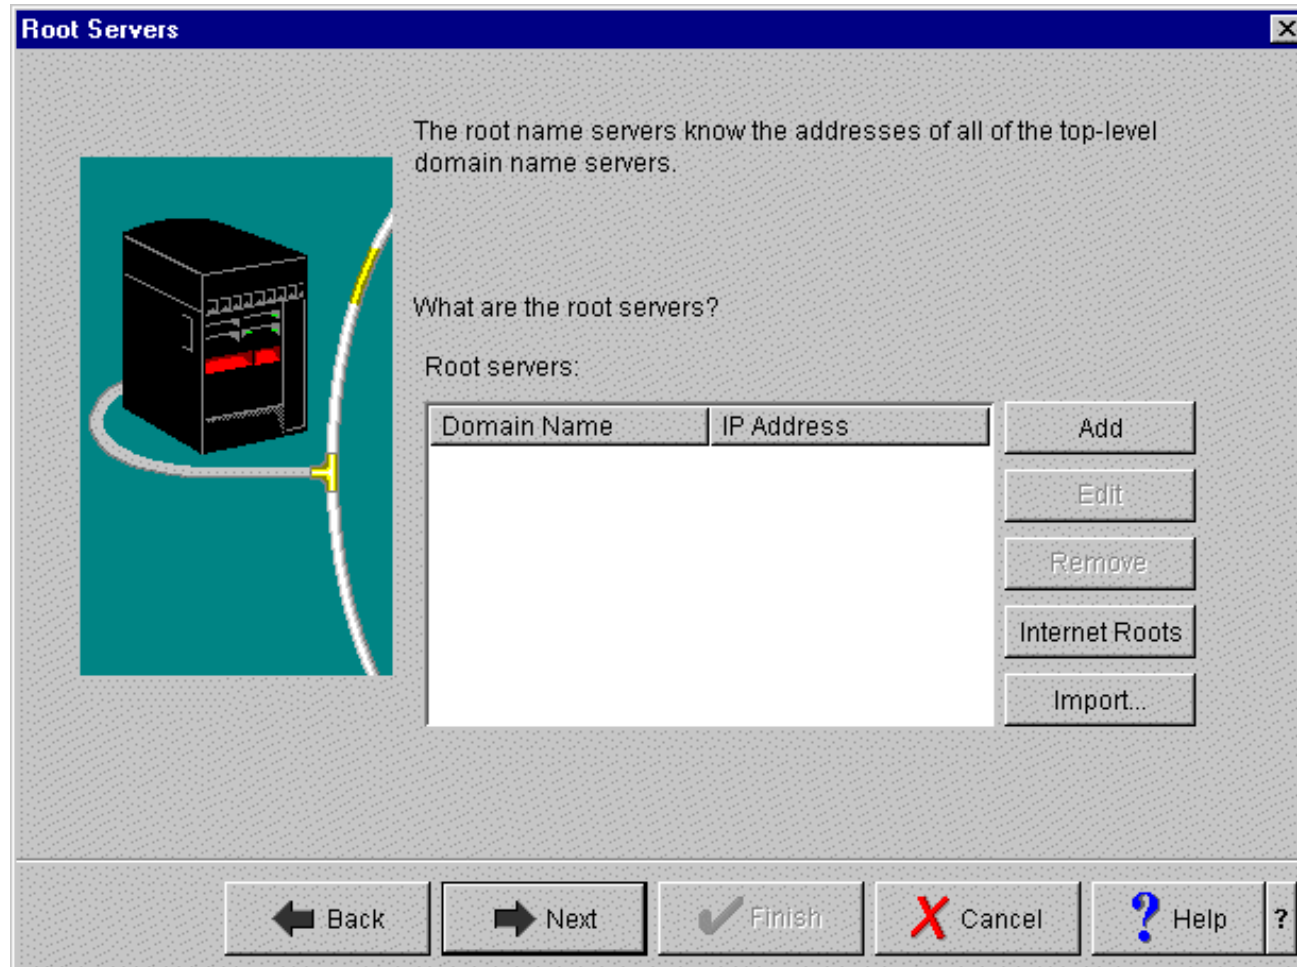 Root Servers
The root name servers know the addresses of all of the top-level
domain name servers.
What are the root servers?
Root servers:
Domain Name IP Address
Add
Edit
Remove
Internet Roots
Import...
Back Next Finish Cancel Help ?